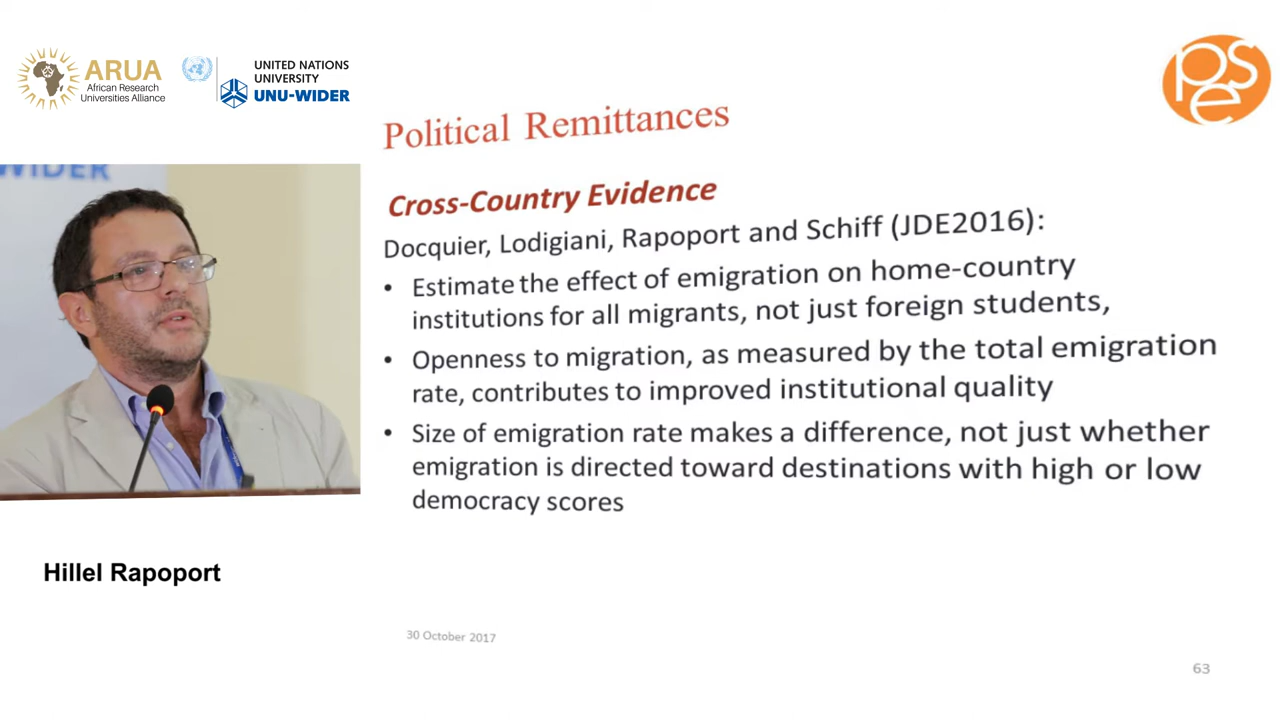 ARUA
African Research
Universities Alliance
UNITED NATIONS
UNIVERSITY
UNU-WIDER
pse
WIDER
Political Remittances
Cross-Country Evidence
Docquier, Lodigiani, Rapoport and Schiff (JDE2016):
• Estimate the effect of emigration on home-country
institutions for all migrants, not just foreign students,
• Openness to migration, as measured by the total emigration
rate, contributes to improved institutional quality
• Size of emigration rate makes a difference, not just whether
emigration is directed toward destinations with high or low
democracy scores
Hillel Rapoport
30 October 2017
63